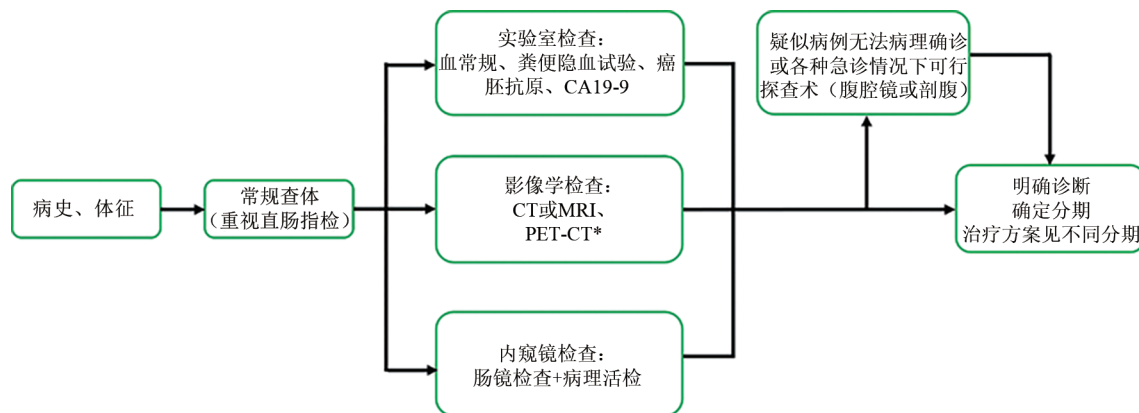 病史、体征
常规查体
（重视直肠指检）
实验室检查：
血常规、粪便隐血试验、癌
胚抗原、CA19-9
影像学检查：
CT或MRI、
PET-CT*
内窥镜检查：
肠镜检查+病理活检
疑似病例无法病理确诊
或各种急诊情况下可行
探查术（腹腔镜或剖腹）
明确诊断
确定分期
治疗方案见不同分期